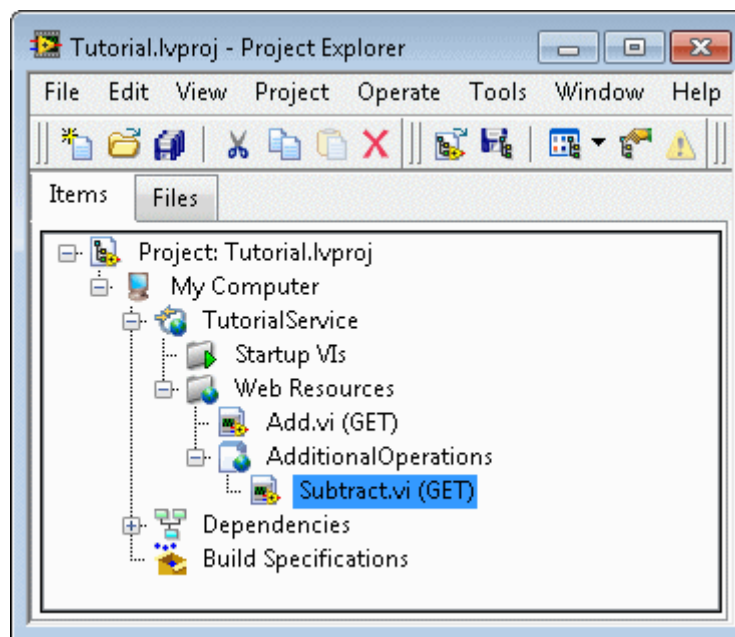 Tutorial.lvproj - Project Explorer
File Edit View Project Operate Tools Window Help
Items Files
Project: Tutorial.lvproj
My Computer
TutorialService
Startup VIs
Web Resources
Add.vi (GET)
AdditionalOperations
Subtract.vi (GET)
Dependencies
Build Specifications